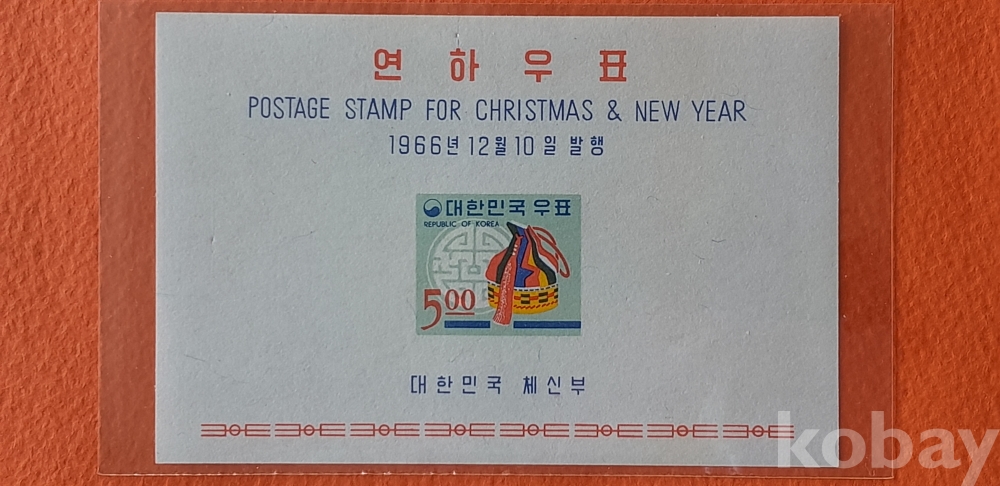 연하우표
POSTAGE STAMP FOR CHRISTMAS & NEW YEAR
1966년 12월 10일 발행
대한민국 우표
REPUBLIC OF KOREA
5.00
대한민국 체신부
kobay